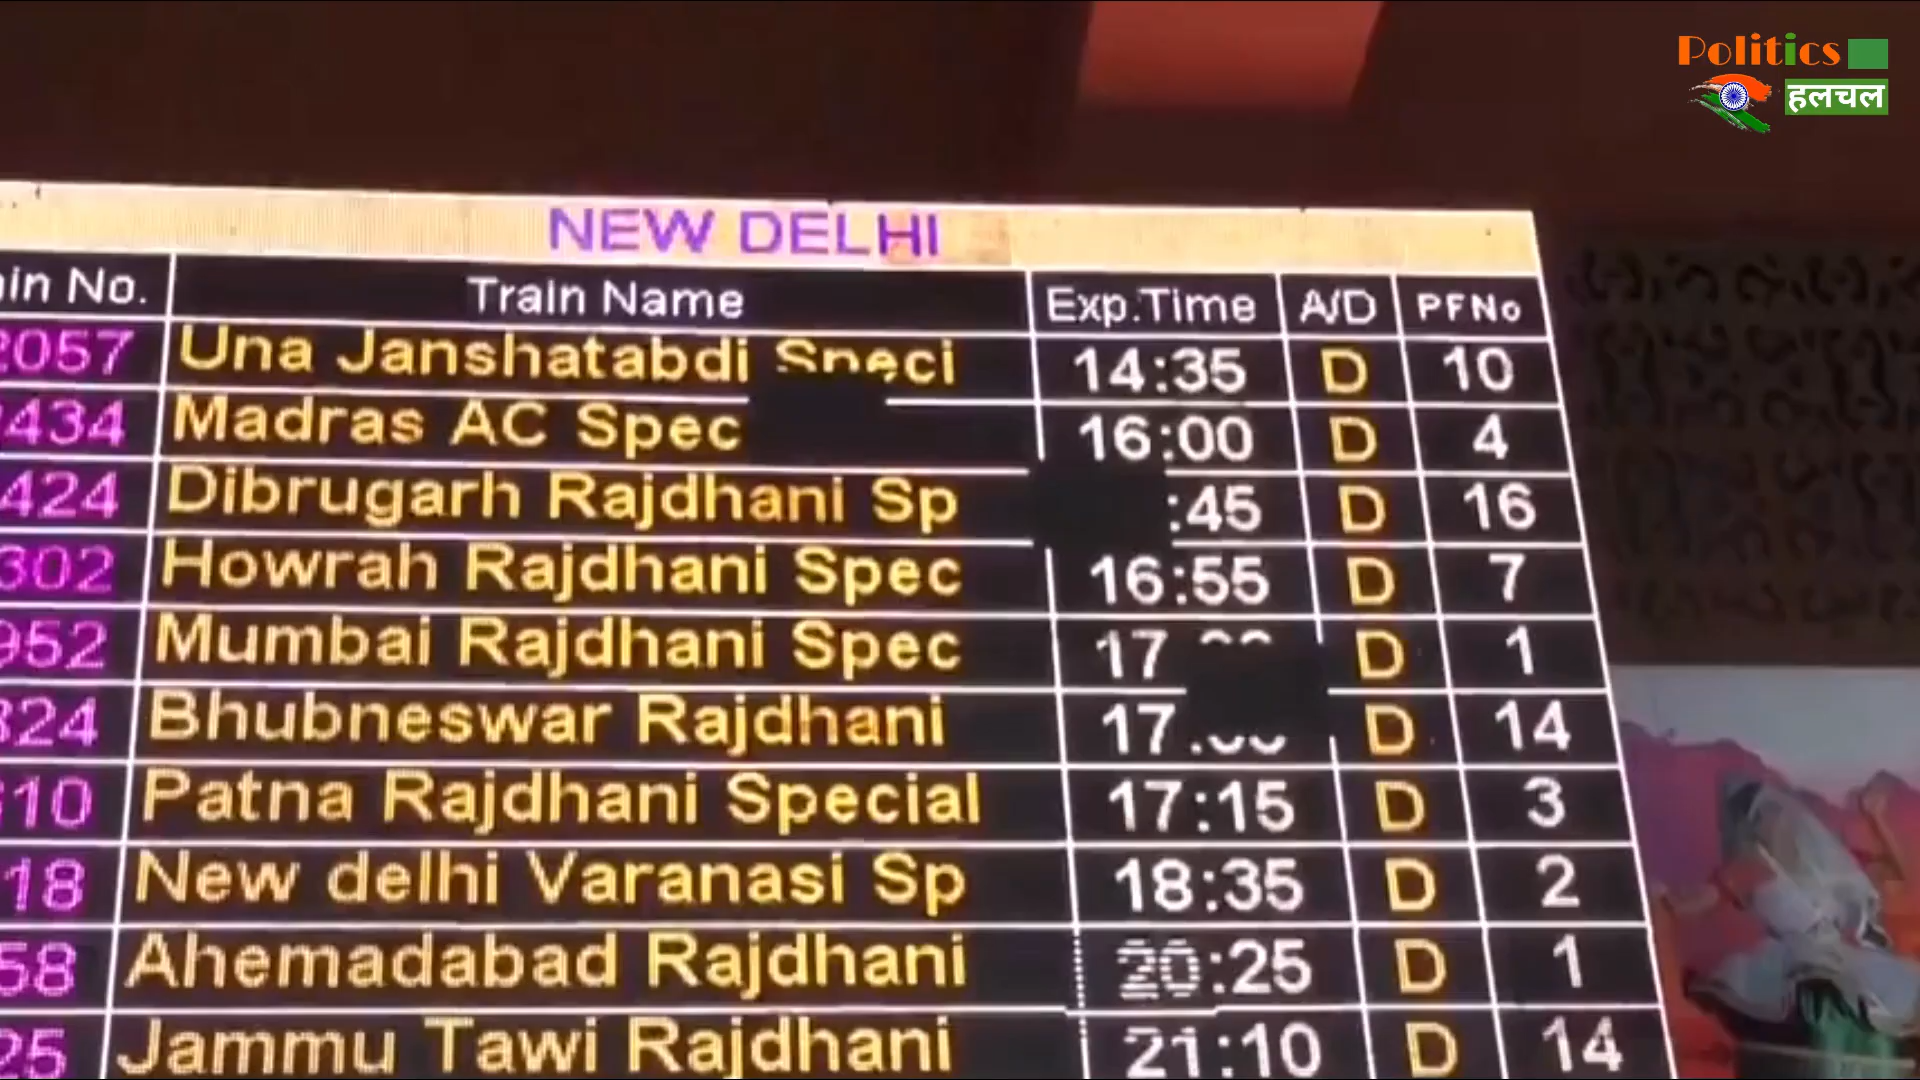 Politics
हलचल
NEW DELHI
in No. Train Name Exp.Time A/D PFNo
2057 Una Janshatabdi Speci 14:35 D 10
434 Madras AC Spec 16:00 D 4
424 Dibrugarh Rajdhani Sp :45 D 16
302 Howrah Rajdhani Spec 16:55 D 7
952 Mumbai Rajdhani Spec 17 D 1
324 Bhubneswar Rajdhani 17 D 14
310 Patna Rajdhani Special 17:15 D 3
18 New delhi Varanasi Sp 18:35 D 2
58 Ahemadabad Rajdhani 20:25 D 1
25 Jammu Tawi Rajdhani 21:10 D 14